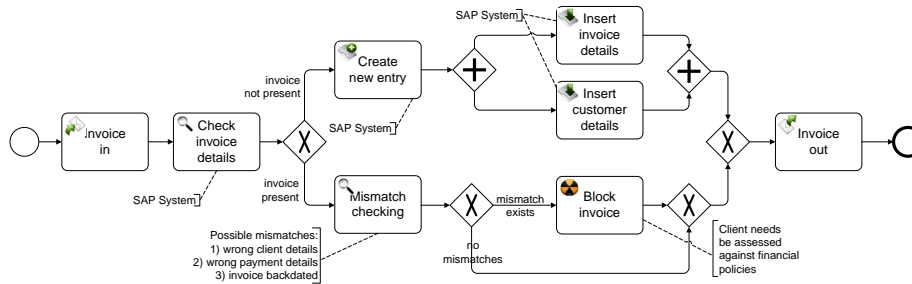 SAP System
Insert
invoice
details
Create
new entry
invoice
not present
Insert
customer
details
SAP System
Invoice
in
Check
invoice
details
Invoice
out
SAP System
invoice
present
Mismatch
checking
mismatch
exists
Block
invoice
Possible mismatches:
1) wrong client details
2) wrong payment details
3) invoice backdated
no
mismatches
Client needs
be assessed
against financial
policies